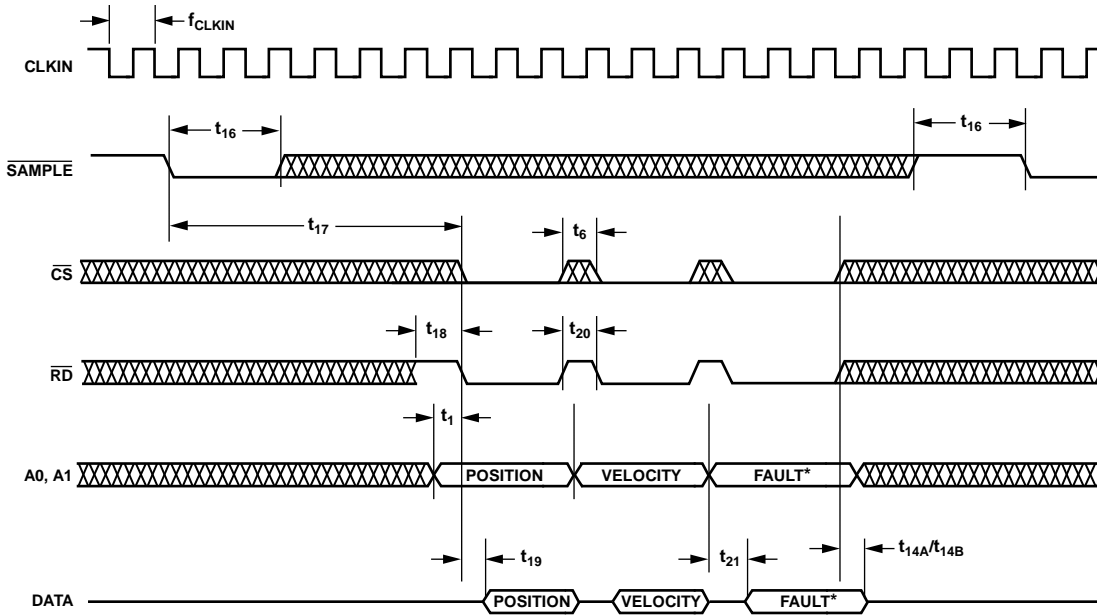 fCLKIN
CLKIN
t16
t16
SAMPLE
t17
t6
CS
t18
t20
RD
t1
A0, A1
POSITION
VELOCITY
FAULT*
t19
t21
t14A/t14B
DATA
POSITION
VELOCITY
FAULT*